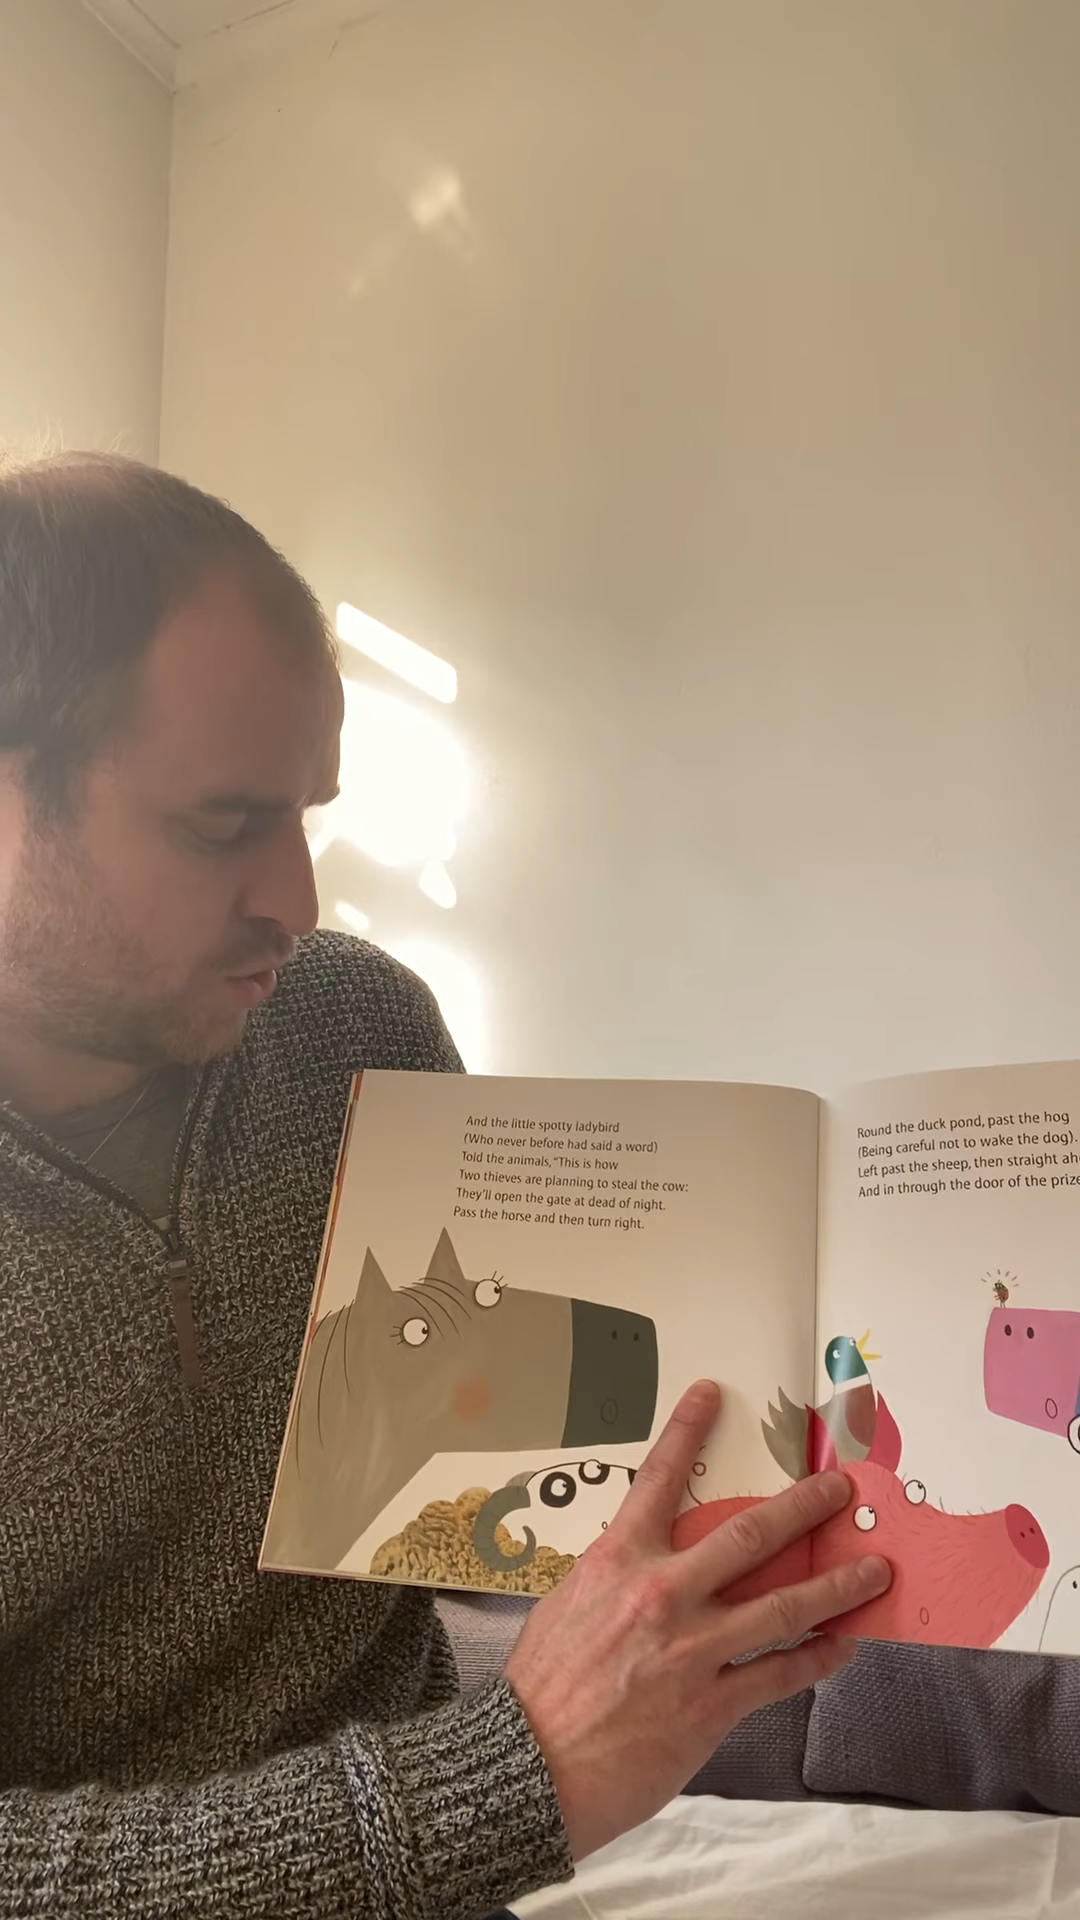 And the little spotty ladybird
(Who never before had said a word)
Told the animals, “This is how
Two thieves are planning to steal the cow:
They'll open the gate at dead of night.
Pass the horse and then turn right.
Round the duck pond, past the hog
(Being careful not to wake the dog).
Left past the sheep, then straight
And in through the door of the